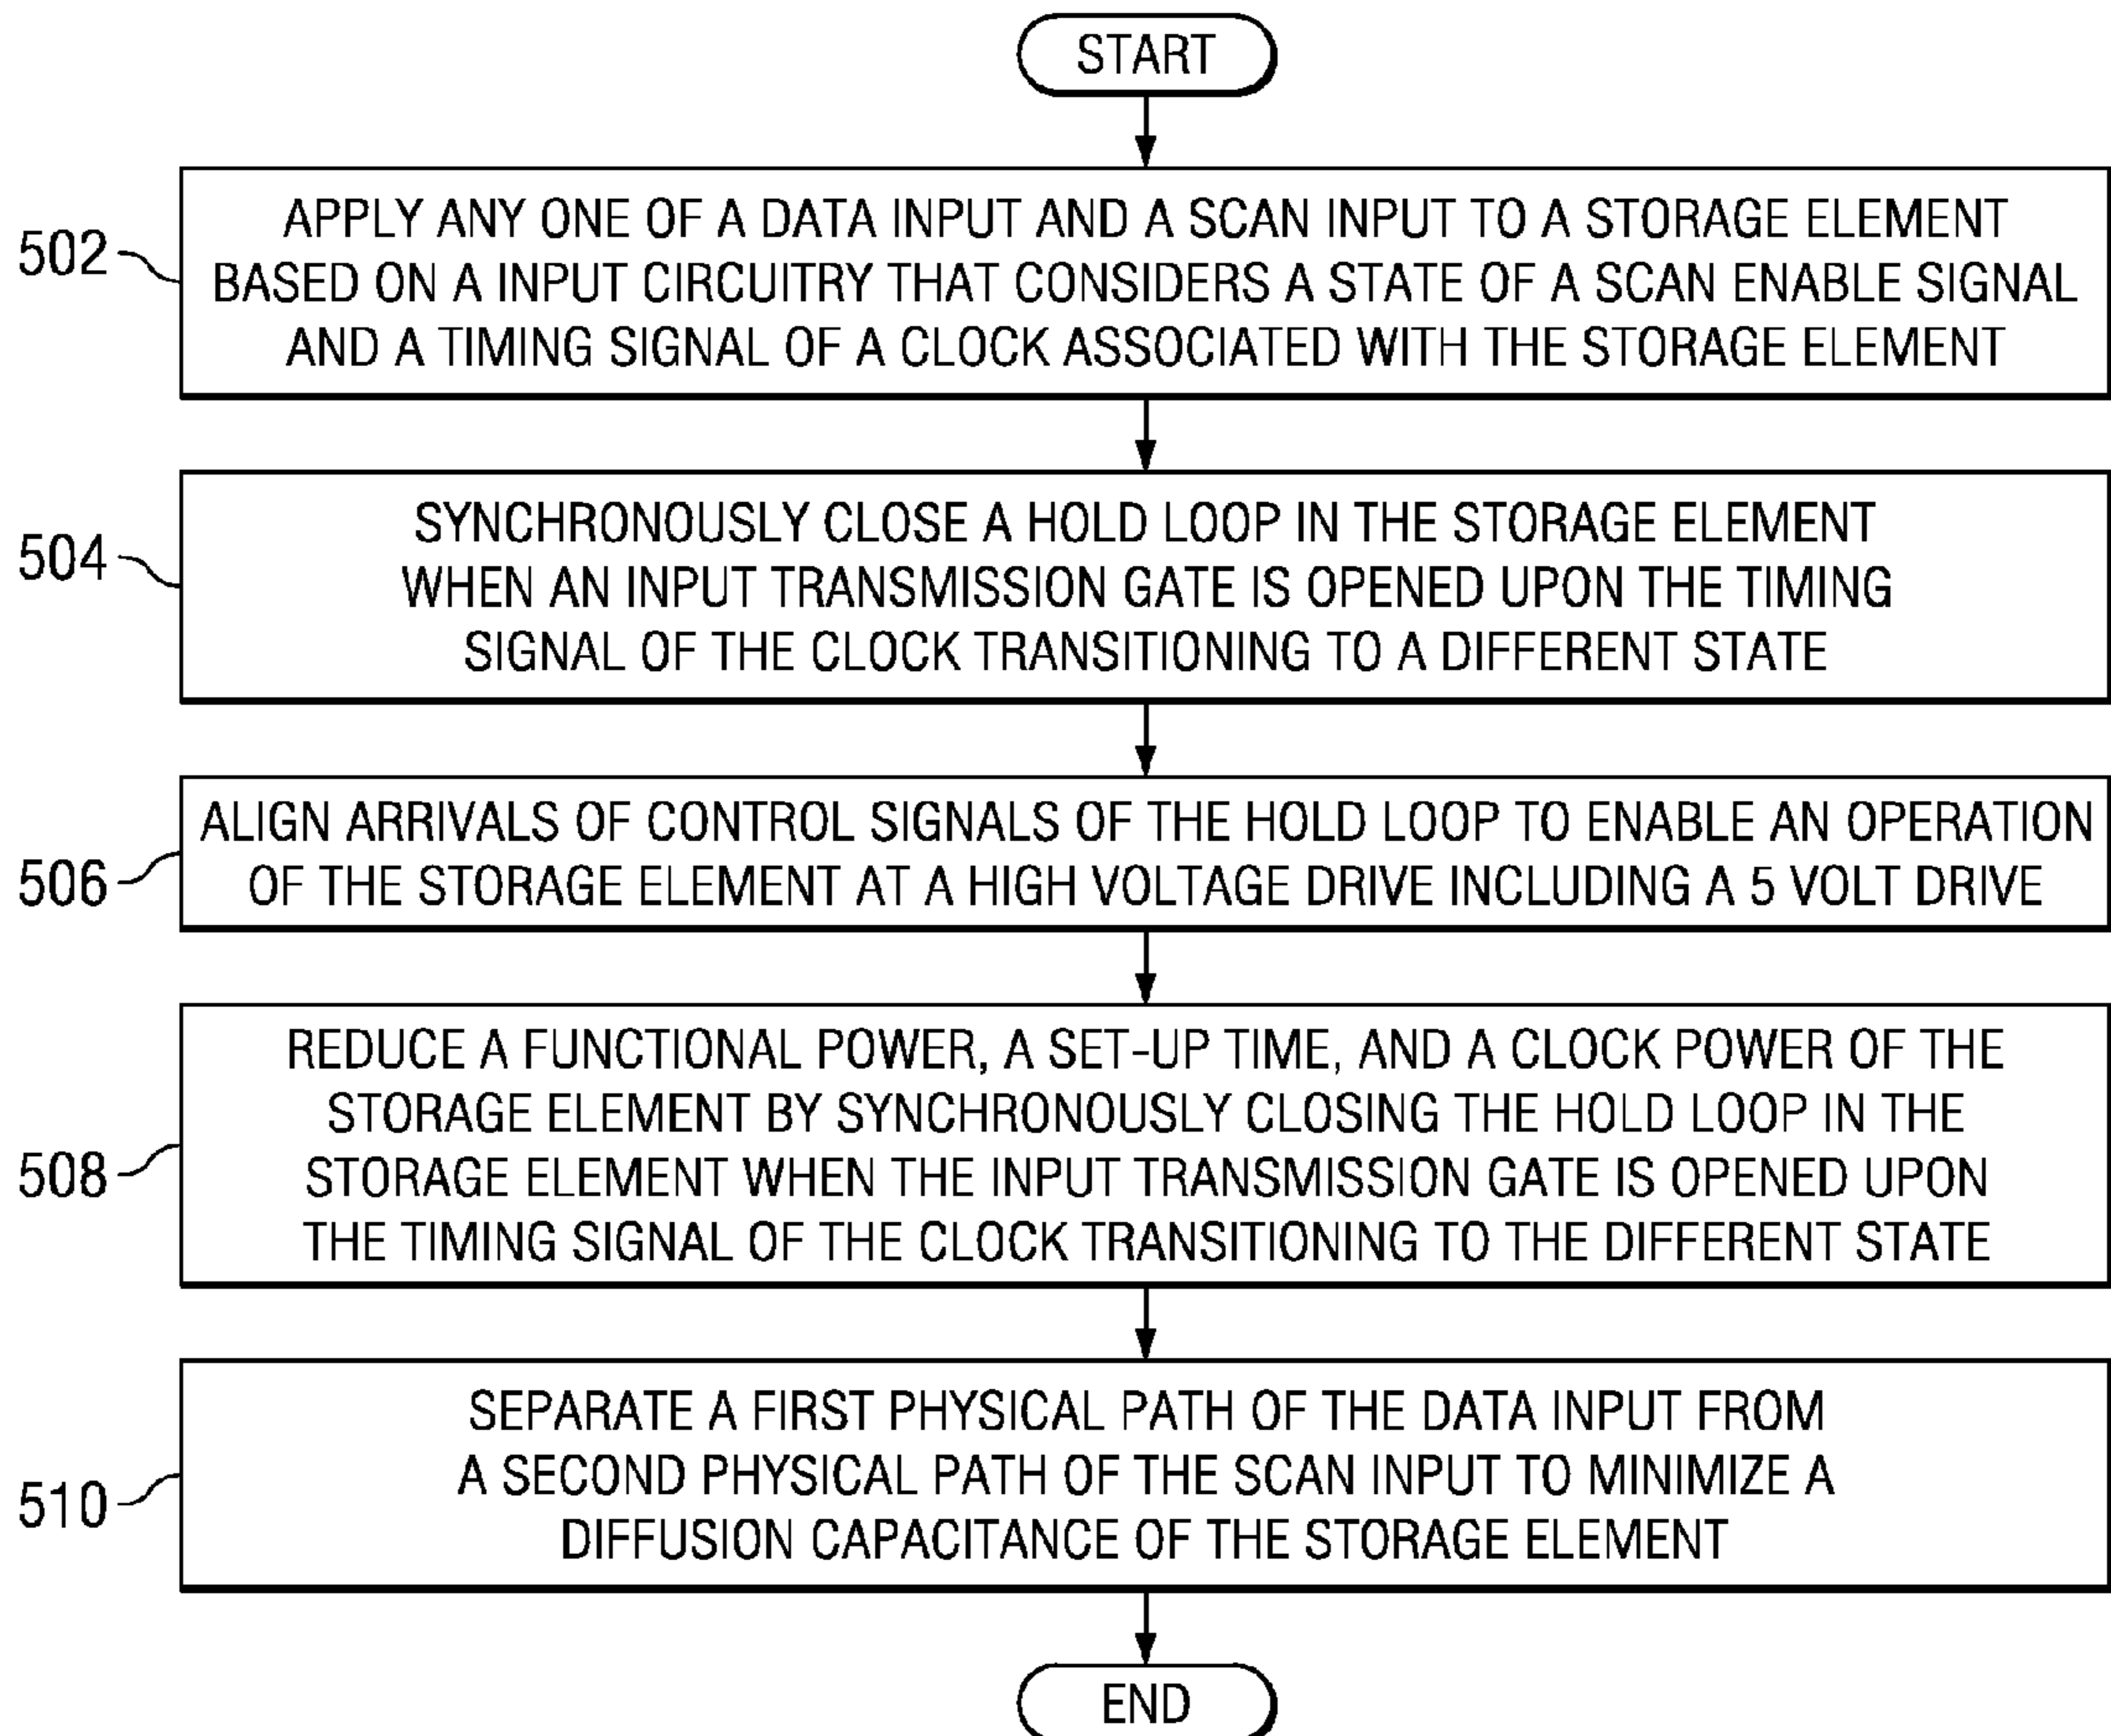 START
502
APPLY ANY ONE OF A DATA INPUT AND A SCAN INPUT TO A STORAGE ELEMENT
BASED ON A INPUT CIRCUITRY THAT CONSIDERS A STATE OF A SCAN ENABLE SIGNAL
AND A TIMING SIGNAL OF A CLOCK ASSOCIATED WITH THE STORAGE ELEMENT
504
SYNCHRONOUSLY CLOSE A HOLD LOOP IN THE STORAGE ELEMENT
WHEN AN INPUT TRANSMISSION GATE IS OPENED UPON THE TIMING
SIGNAL OF THE CLOCK TRANSITIONING TO A DIFFERENT STATE
506
ALIGN ARRIVALS OF CONTROL SIGNALS OF THE HOLD LOOP TO ENABLE AN OPERATION
OF THE STORAGE ELEMENT AT A HIGH VOLTAGE DRIVE INCLUDING A 5 VOLT DRIVE
508
REDUCE A FUNCTIONAL POWER, A SET-UP TIME, AND A CLOCK POWER OF THE
STORAGE ELEMENT BY SYNCHRONOUSLY CLOSING THE HOLD LOOP IN THE
STORAGE ELEMENT WHEN THE INPUT TRANSMISSION GATE IS OPENED UPON
THE TIMING SIGNAL OF THE CLOCK TRANSITIONING TO THE DIFFERENT STATE
510
SEPARATE A FIRST PHYSICAL PATH OF THE DATA INPUT FROM
A SECOND PHYSICAL PATH OF THE SCAN INPUT TO MINIMIZE A
DIFFUSION CAPACITANCE OF THE STORAGE ELEMENT
END